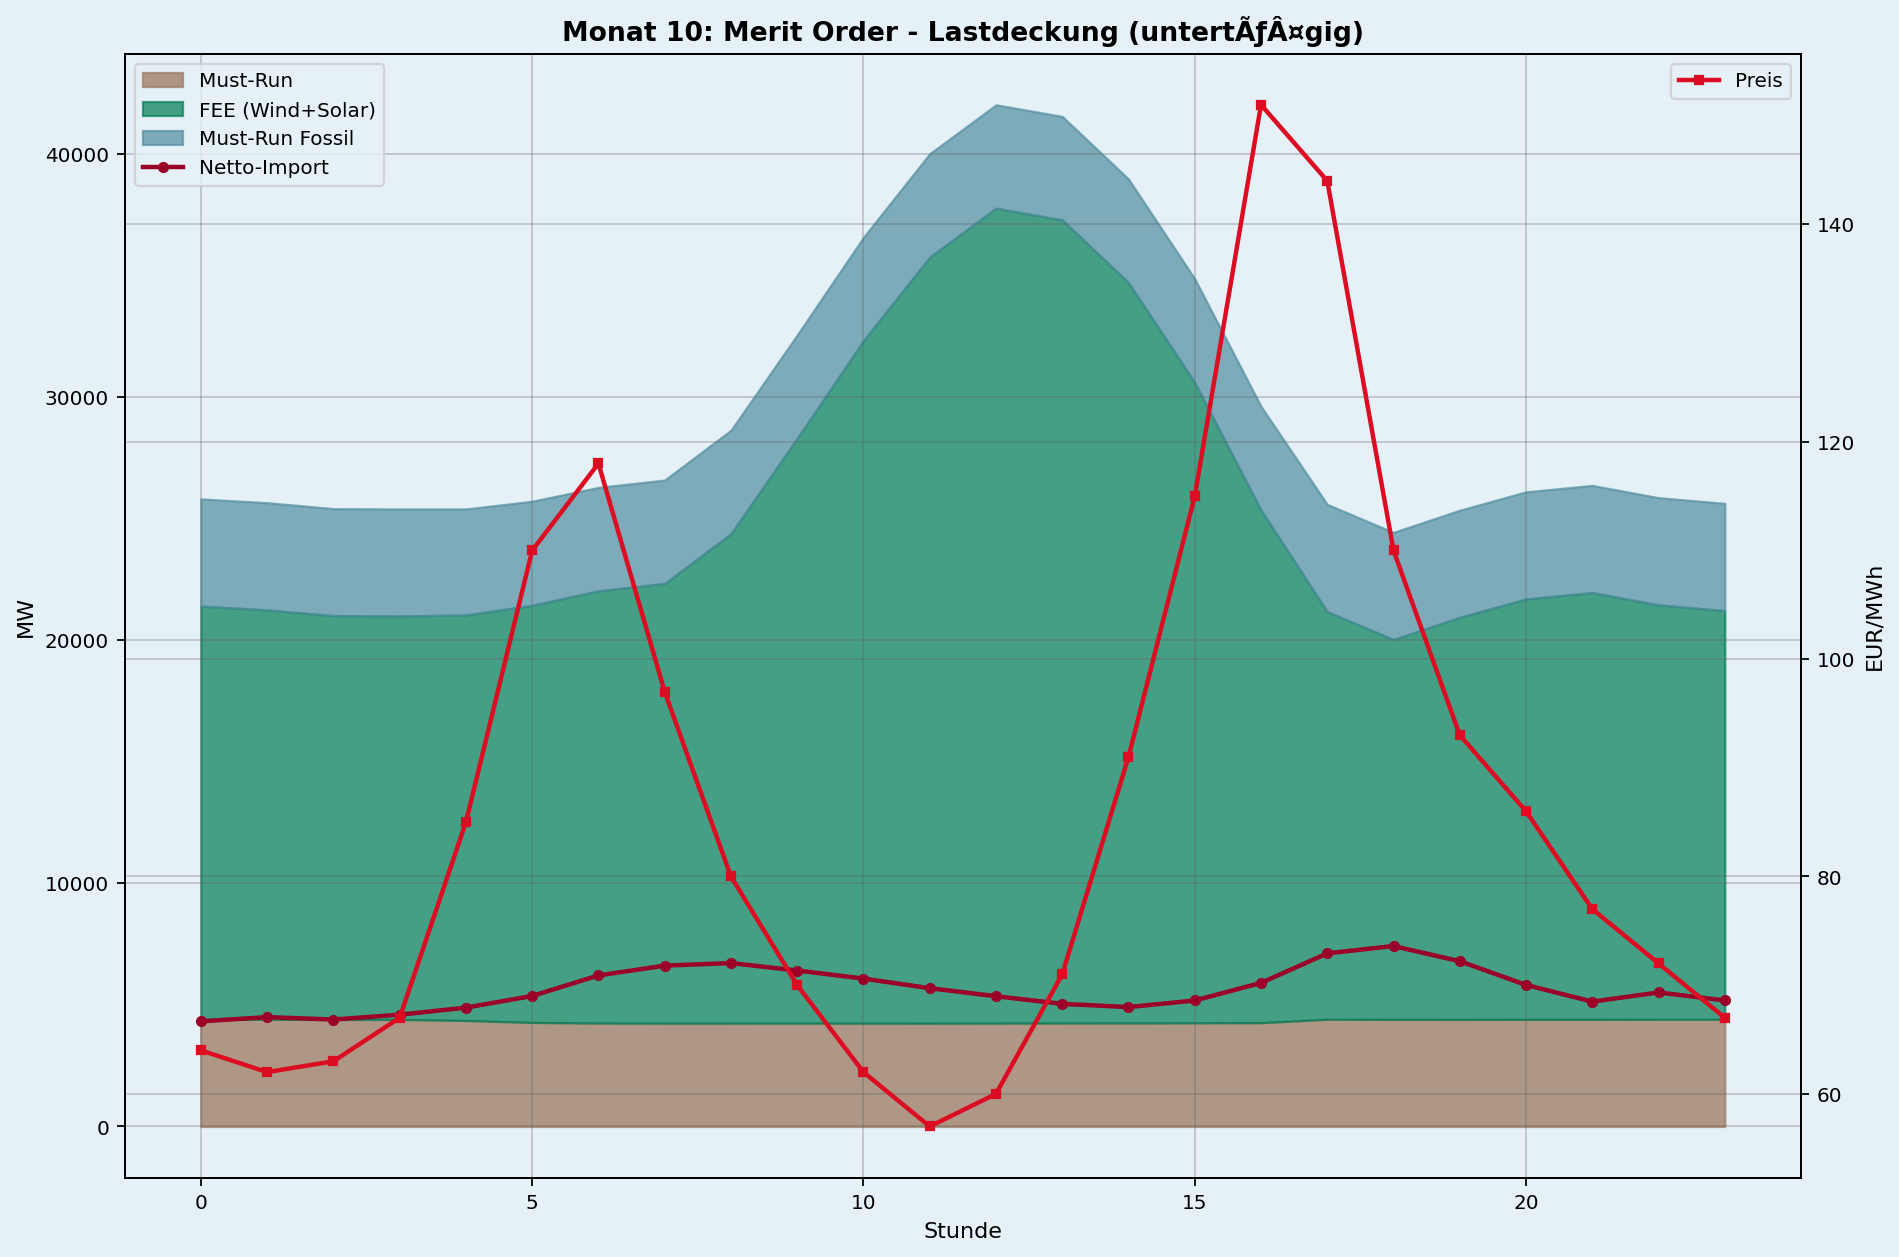 Monat 10: Merit Order - Lastdeckung (untertÃƒÂ¤gig)
Must-Run
FEE (Wind+Solar)
Must-Run Fossil
Netto-Import
Preis
40000
30000
20000
10000
0
MW
140
120
100
80
60
EUR/MWh
0 5 10 15 20
Stunde